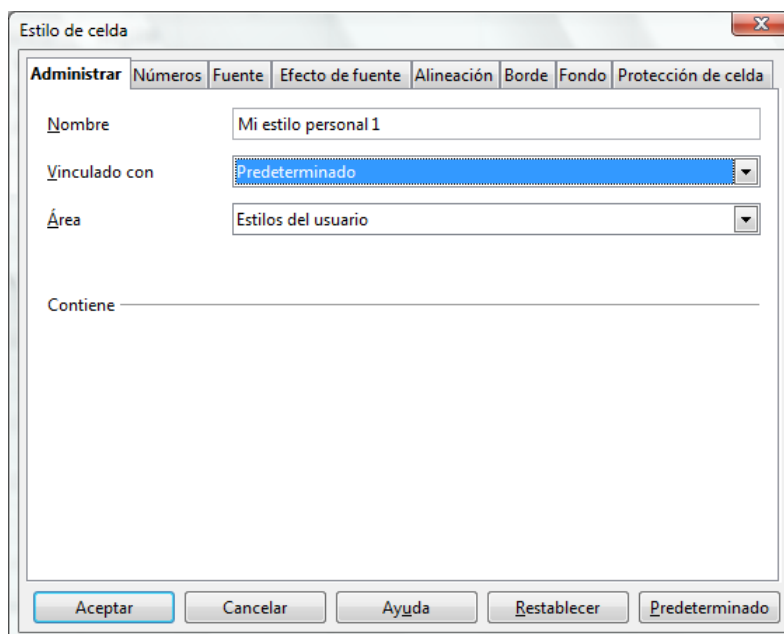 Estilo de celda
Administrar Números Fuente Efecto de fuente Alineación Borde Fondo Protección de celda
Nombre Mi estilo personal 1
Vinculado con Predeterminado
Área Estilos del usuario
Contiene
Aceptar Cancelar Ayuda Restablecer Predeterminado